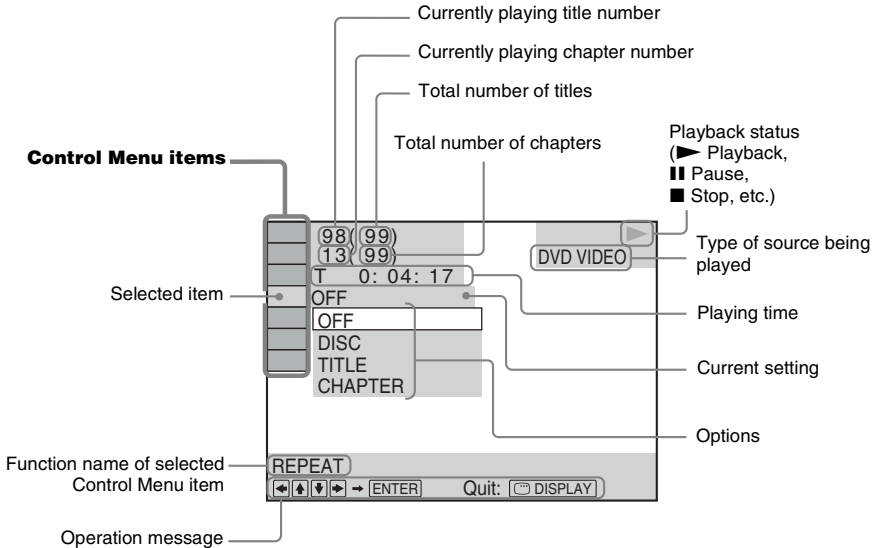 Currently playing title number
Currently playing chapter number
Total number of titles
Total number of chapters
Playback status
(► Playback,
❚❚ Pause,
■ Stop, etc.)
Control Menu items
98( 99)
13( 99)
DVD VIDEO
Type of source being
played
T 0: 04: 17
Selected item
OFF
Playing time
OFF
DISC
TITLE
CHAPTER
Current setting
Options
Function name of selected
Control Menu item
REPEAT
← ↑ ↓ → → ENTER Quit: DISPLAY
Operation message